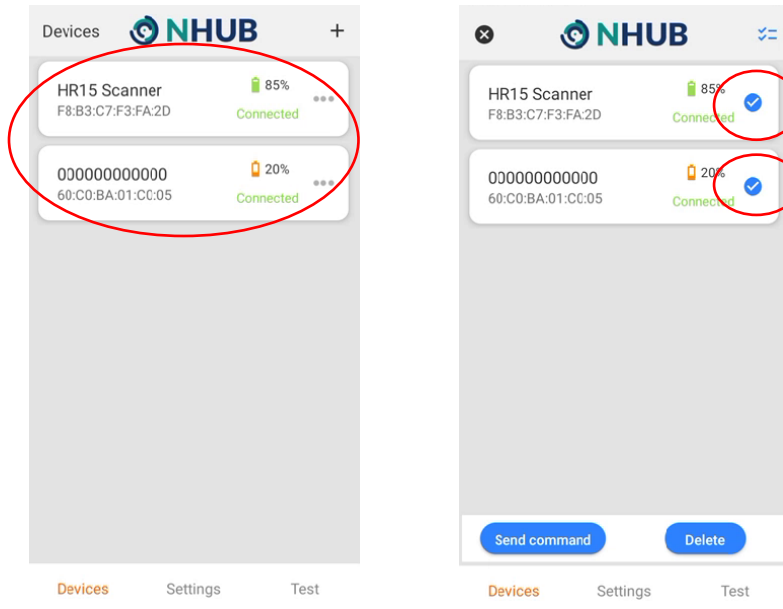 Devices NHUB +
HR15 Scanner 85%
F8:B3:C7:F3:FA:2D Connected
000000000000 20%
60:C0:BA:01:C0:05 Connected
Devices Settings Test
NHUB
HR15 Scanner 85%
F8:B3:C7:F3:FA:2D Connected
000000000000 20%
60:C0:BA:01:C0:05 Connected
Send command Delete
Devices Settings Test